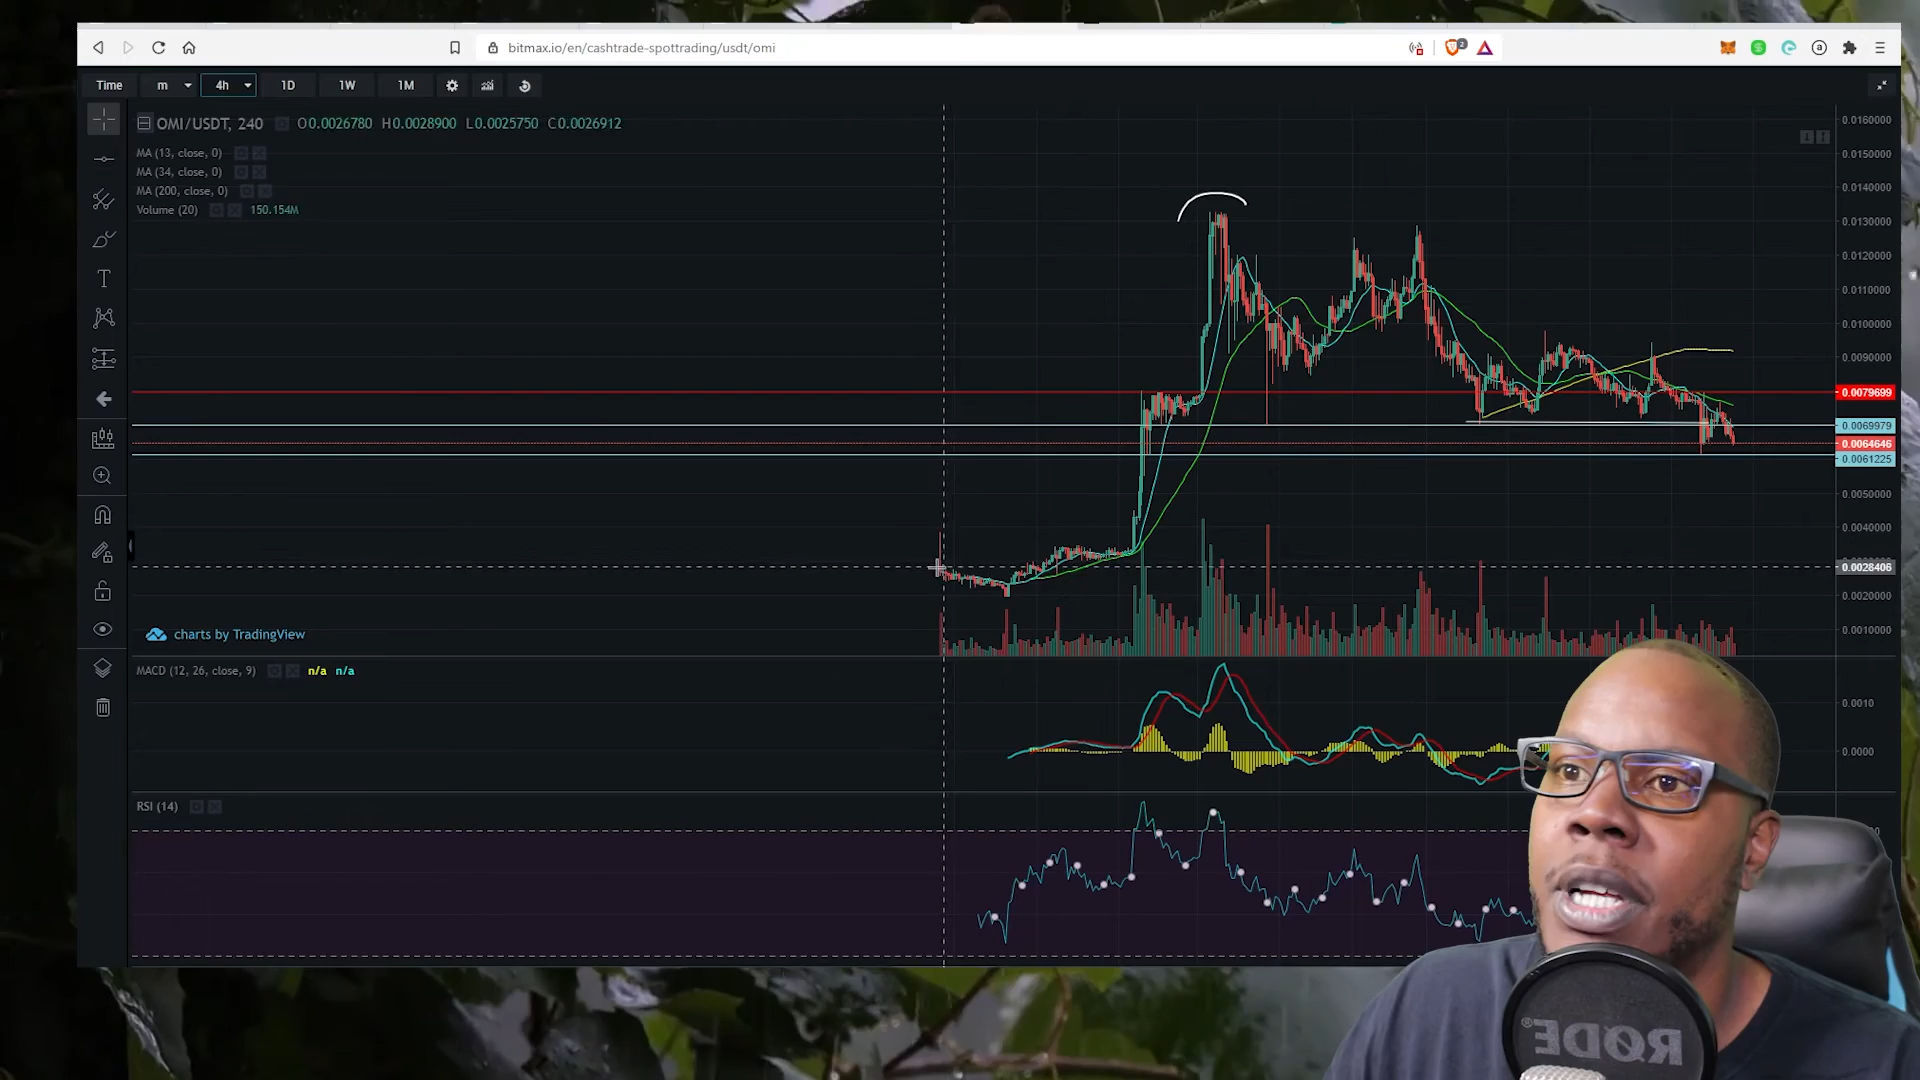 bitmax.io/en/cashtrade-spottrading/usdt/omi
2
Time m 4h 1D 1W 1M
OMI/USDT, 240 O0.0026780 H0.0028900 L0.0025750 C0.0026912
MA (13, close, 0)
MA (34, close, 0)
MA (200, close, 0)
Volume (20) 150.154M
0.0160000
0.0150000
0.0140000
0.0130000
0.0120000
0.0110000
0.0100000
0.0090000
0.0079699
0.0069979
0.0064646
0.0061225
0.0050000
0.0040000
0.0028406
0.0020000
0.0010000
charts by TradingView
MACD (12, 26, close, 9) n/a n/a
0.0010
0.0000
RSI (14)
RØDE®